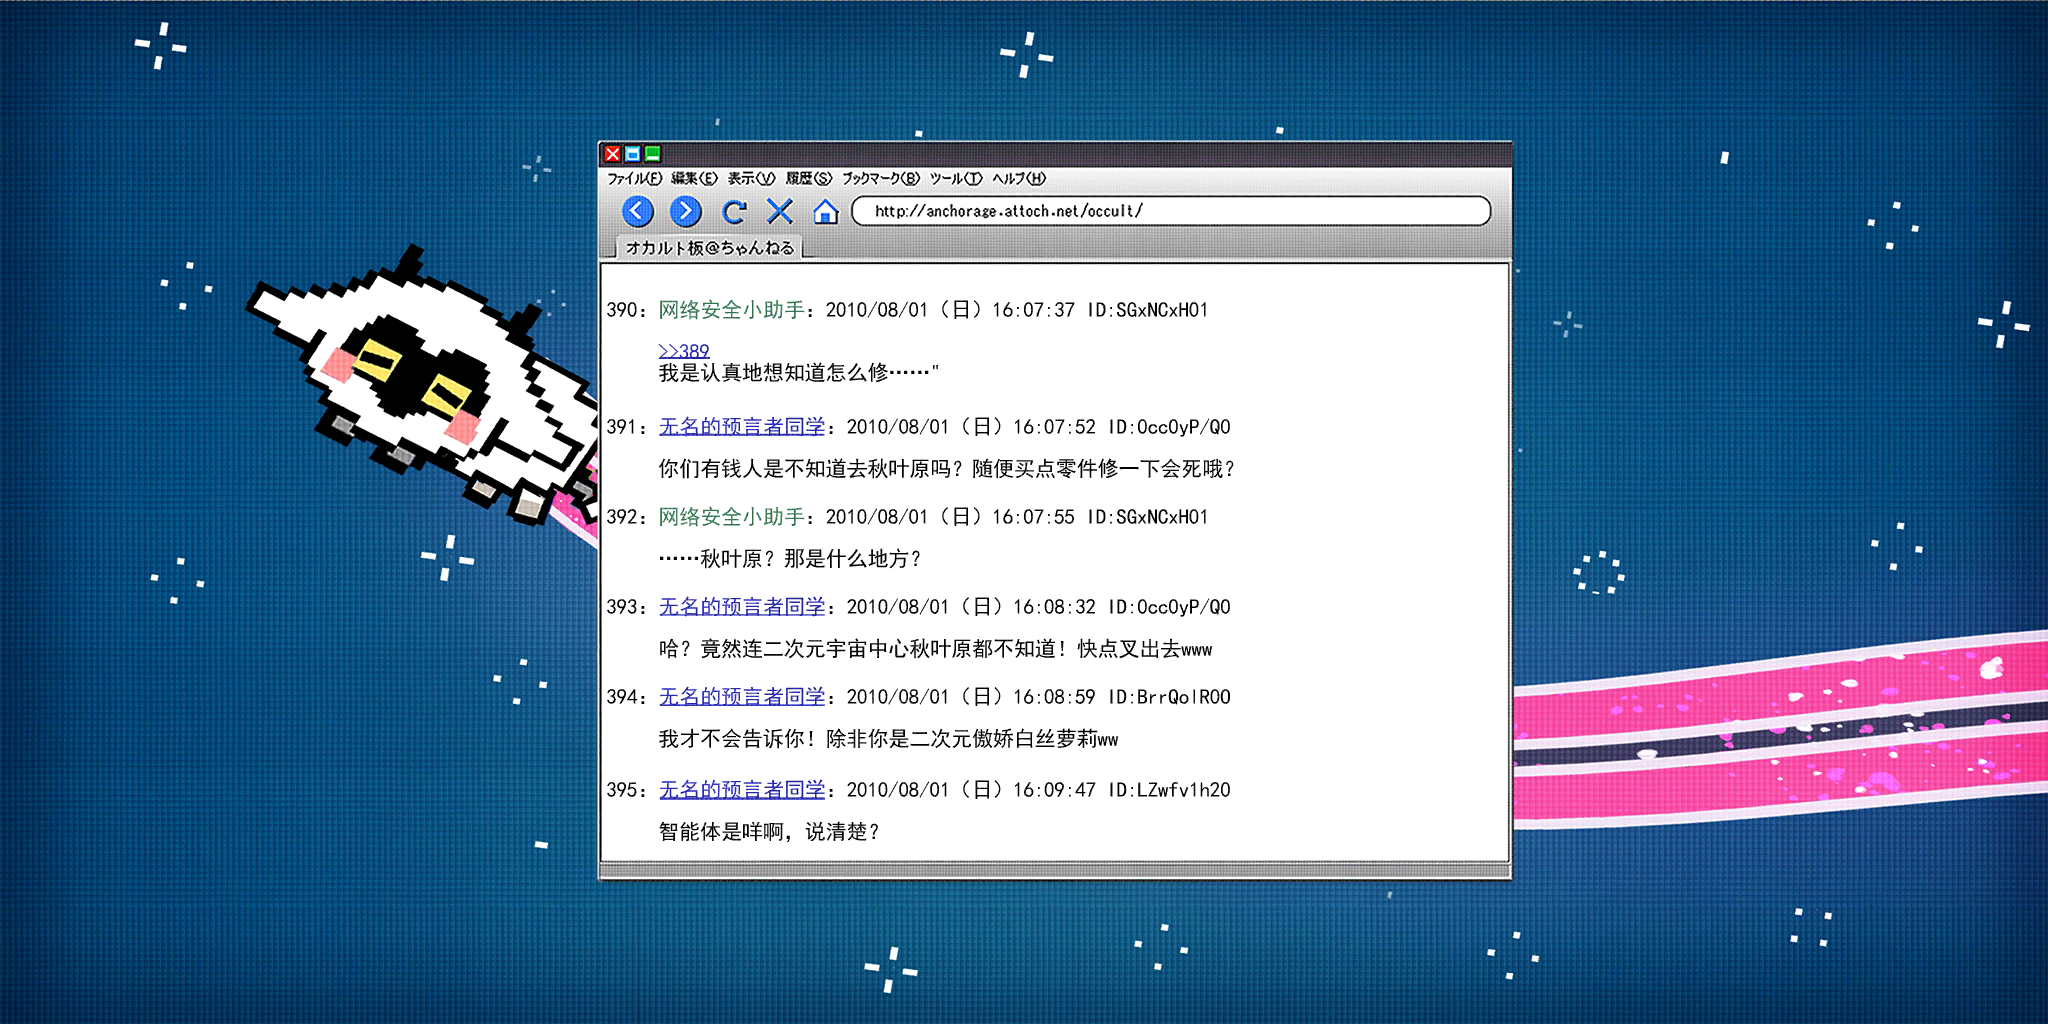 ファイル(F) 編集(E) 表示(V) 履歴(S) ブックマーク(B) ツール(T) ヘルプ(H)
http://anchorage.attoch.net/occult/
オカルト板@ちゃんねる
390：网络安全小助手：2010/08/01（日）16:07:37 ID:SGxNCxHO1
>>389
我是认真地想知道怎么修……"
391：无名的预言者同学：2010/08/01（日）16:07:52 ID:0cc0yP/Q0
你们有钱人是不知道去秋叶原吗？随便买点零件修一下会死哦？
392：网络安全小助手：2010/08/01（日）16:07:55 ID:SGxNCxHO1
……秋叶原？那是什么地方？
393：无名的预言者同学：2010/08/01（日）16:08:32 ID:0cc0yP/Q0
哈？竟然连二次元宇宙中心秋叶原都不知道！快点叉出去www
394：无名的预言者同学：2010/08/01（日）16:08:59 ID:BrrQolROO
我才不会告诉你！除非你是二次元傲娇白丝萝莉ww
395：无名的预言者同学：2010/08/01（日）16:09:47 ID:LZwfv1h20
智能体是咩啊，说清楚？